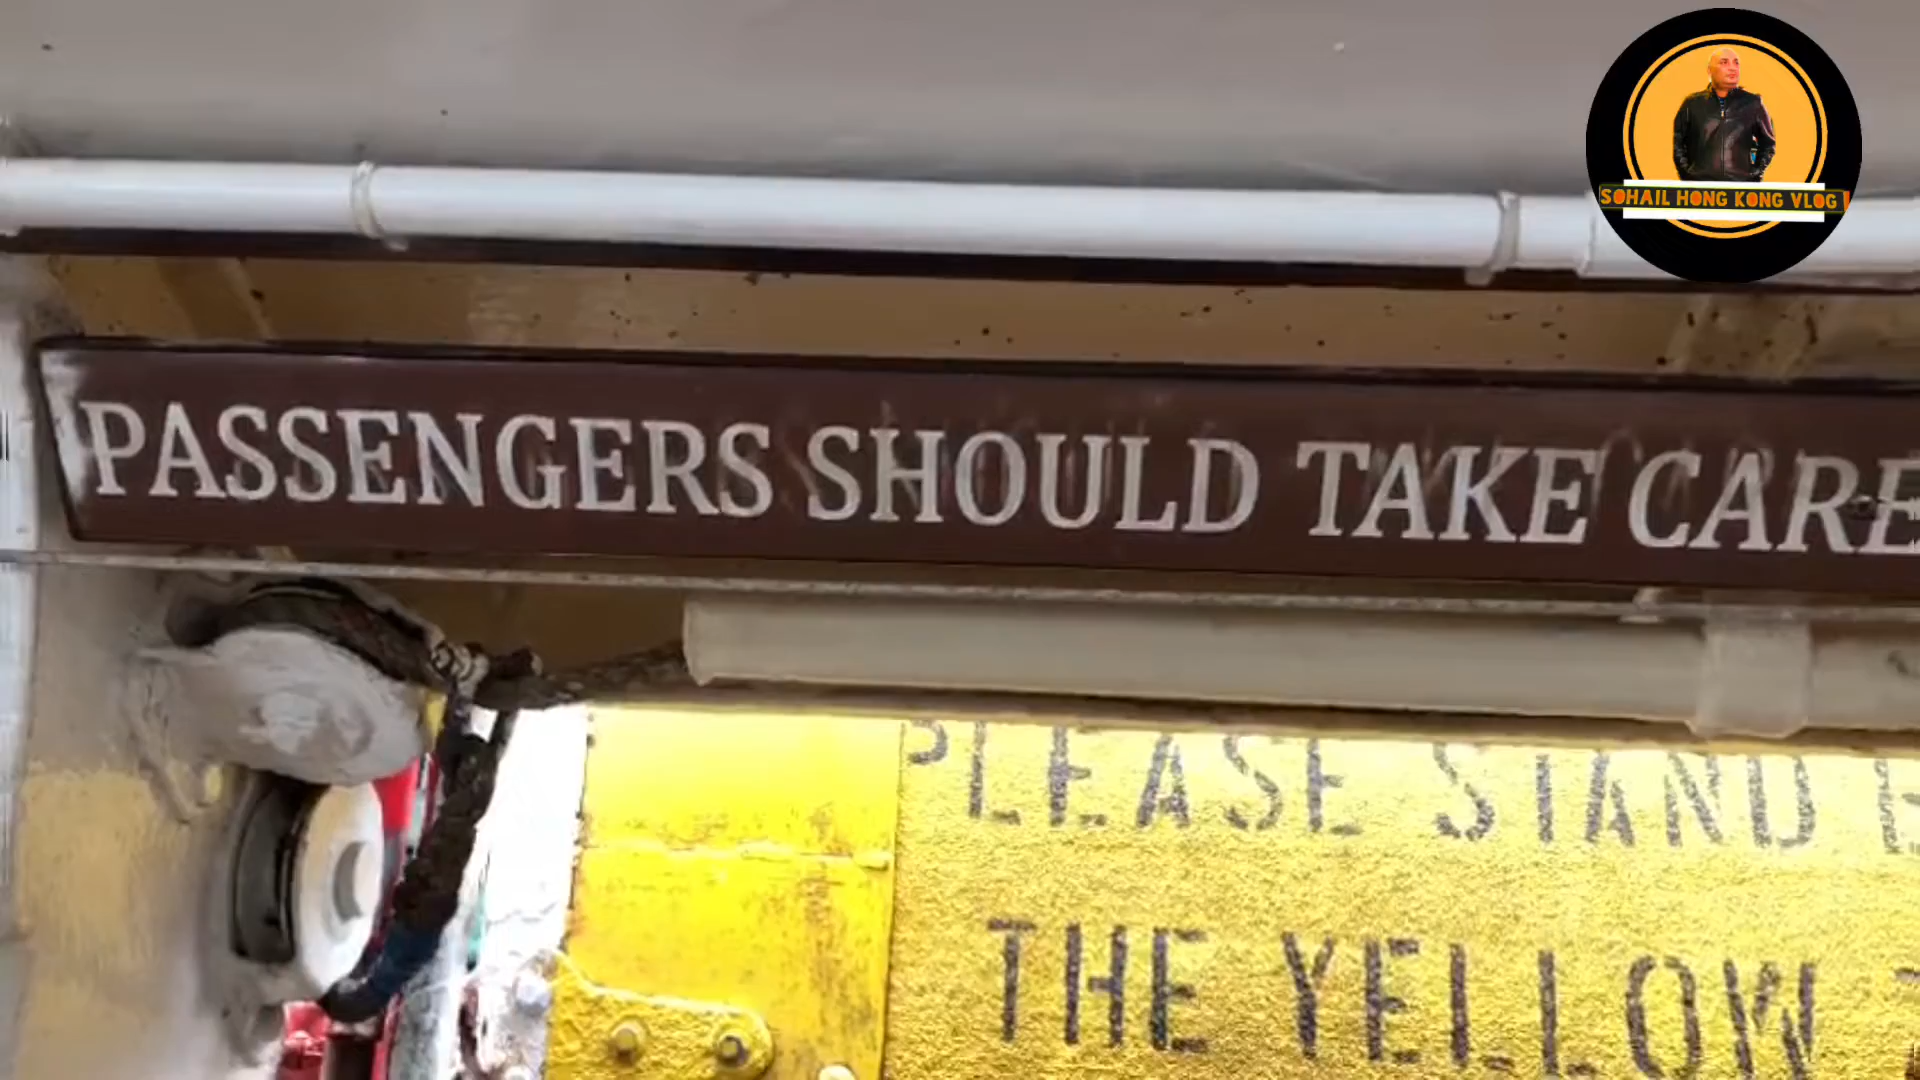 SOHAIL HONG KONG VLOG
PASSENGERS SHOULD TAKE CARE
PLEASE STAND
THE YELLOW